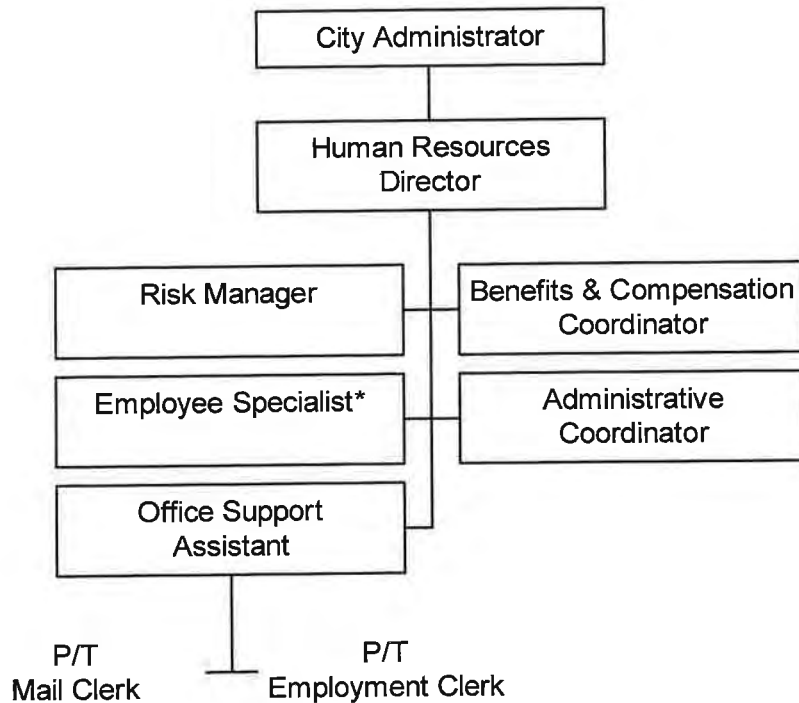 City Administrator
Human Resources
Director
Risk Manager
Benefits & Compensation
Coordinator
Employee Specialist*
Administrative
Coordinator
Office Support
Assistant
P/T
Mail Clerk
P/T
Employment Clerk